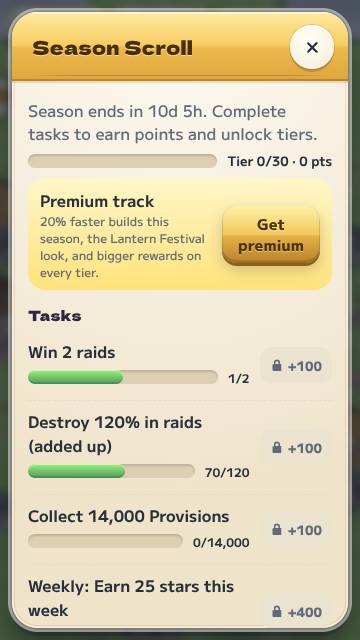 Season Scroll
Season ends in 10d 5h. Complete
tasks to earn points and unlock tiers.
Tier 0/30 · 0 pts
Premium track
20% faster builds this
season, the Lantern Festival
look, and bigger rewards on
every tier.
Get
premium
Tasks
Win 2 raids
1/2
+100
Destroy 120% in raids
(added up)
70/120
+100
Collect 14,000 Provisions
0/14,000
+100
Weekly: Earn 25 stars this
week
+400